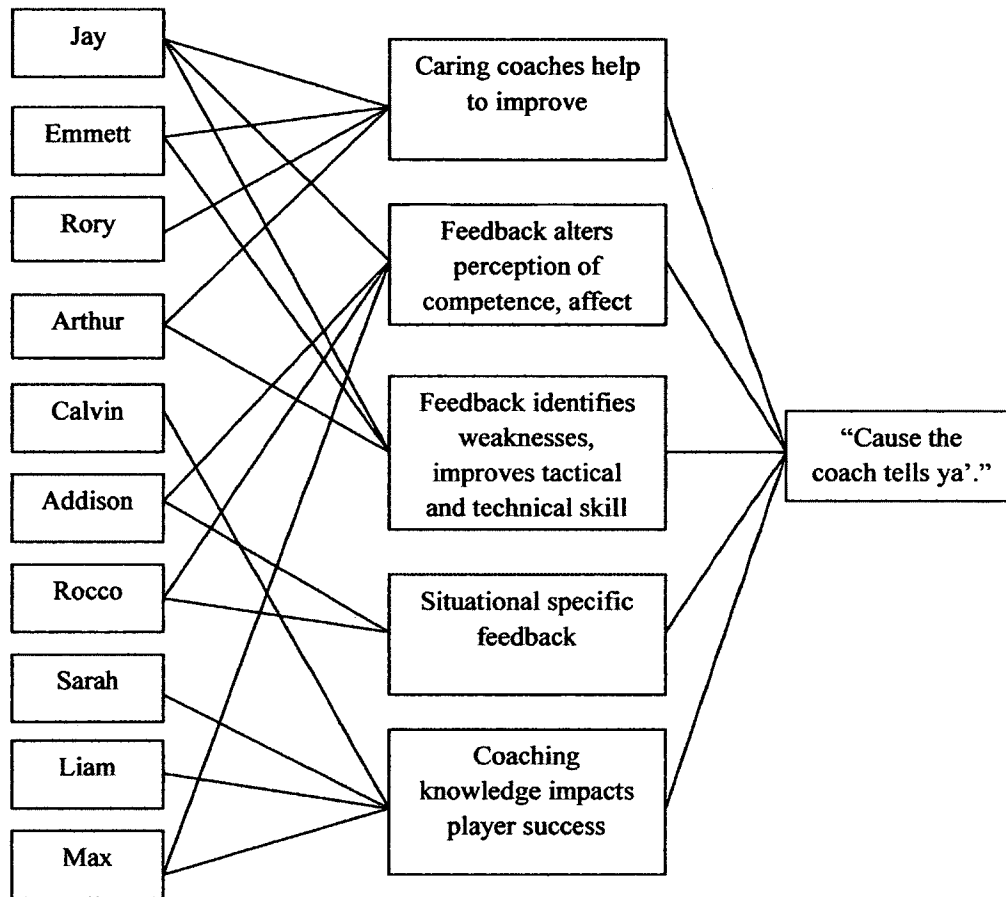 Jay
Emmett
Rory
Arthur
Calvin
Addison
Rocco
Sarah
Liam
Max
Caring coaches help
to improve
Feedback alters
perception of
competence, affect
Feedback identifies
weaknesses,
improves tactical
and technical skill
Situational specific
feedback
Coaching
knowledge impacts
player success
“Cause the
coach tells ya’.”